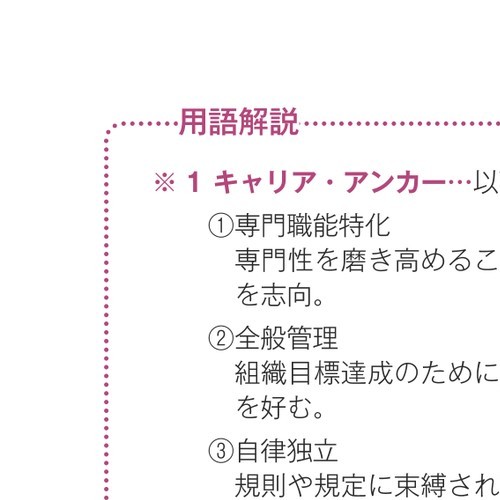 用語解説
※1 キャリア・アンカー…以
①専門職能特化
専門性を磨き高めるこ
を志向。
②全般管理
組織目標達成のために
を好む。
③自律独立
規則や規定に束縛され